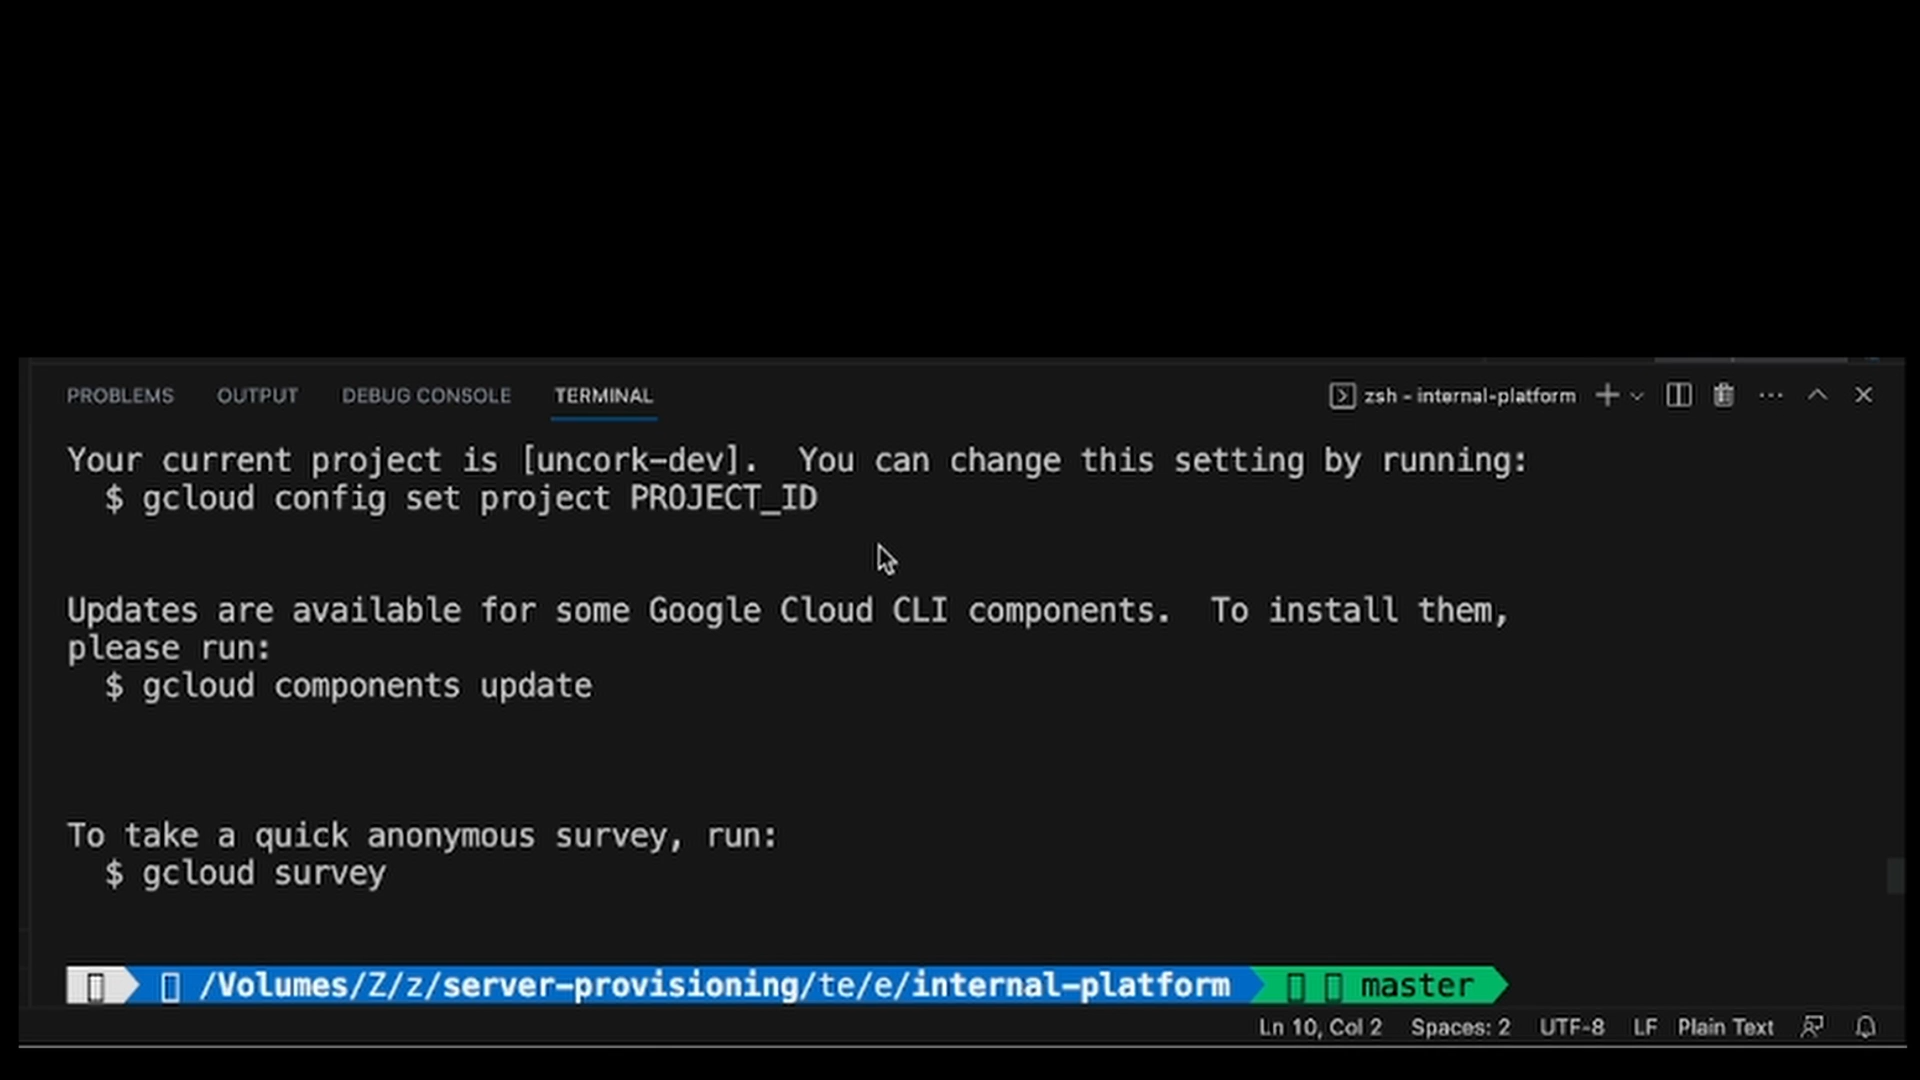 PROBLEMS OUTPUT DEBUG CONSOLE TERMINAL zsh - internal-platform
Your current project is [uncork-dev].  You can change this setting by running:
  $ gcloud config set project PROJECT_ID
Updates are available for some Google Cloud CLI components.  To install them,
please run:
  $ gcloud components update
To take a quick anonymous survey, run:
  $ gcloud survey
/Volumes/Z/z/server-provisioning/te/e/internal-platform master
Ln 10, Col 2 Spaces: 2 UTF-8 LF Plain Text